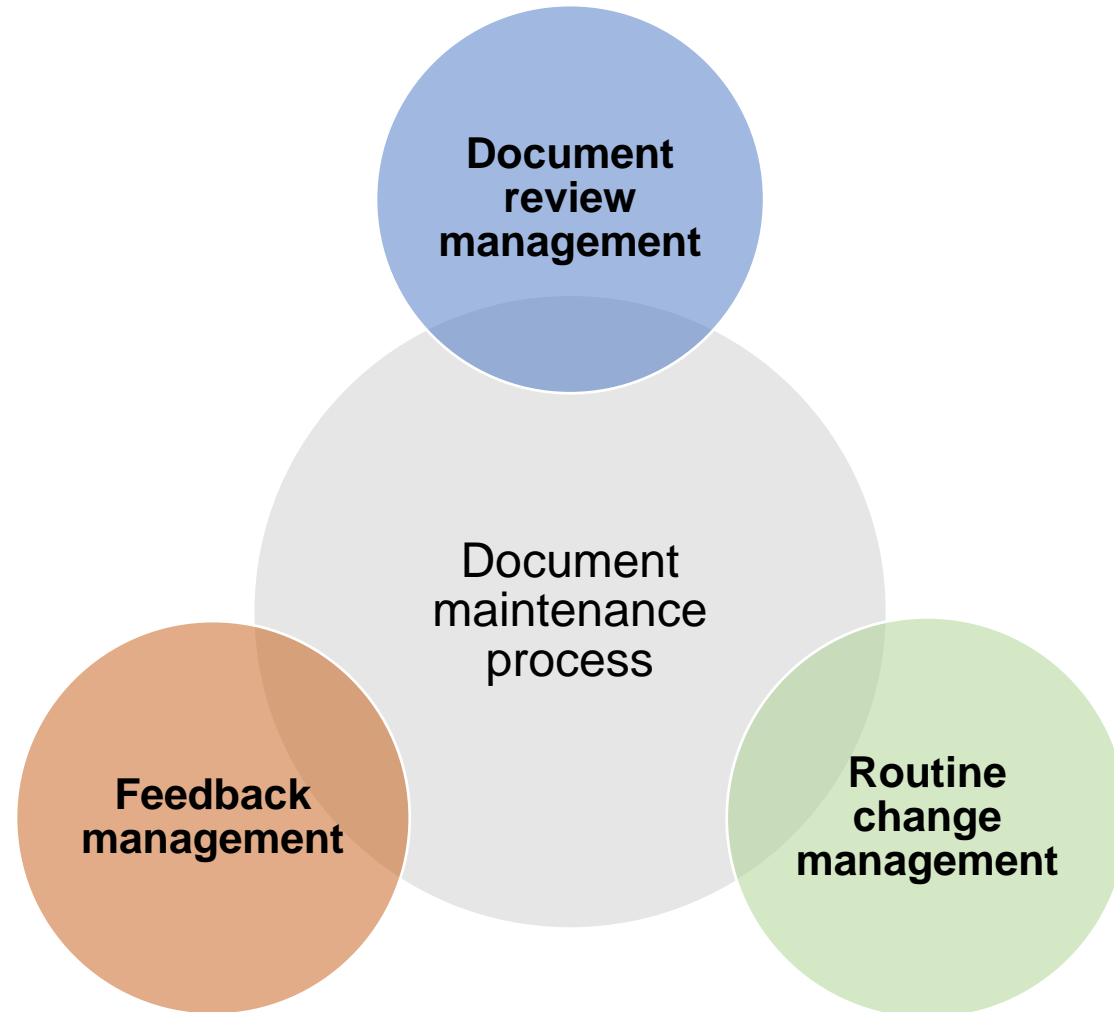 Document
review
management
Document
maintenance
process
Feedback
management
Routine
change
management